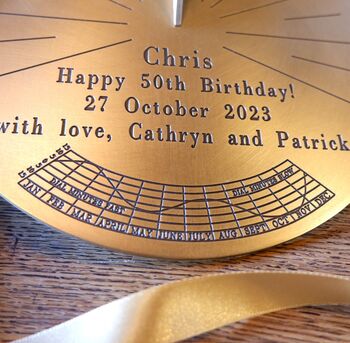 Chris
Happy 50th Birthday!
27 October 2023
with love, Cathryn and Patrick
DIAL MINUTES FAST
DIAL MINUTES SLOW
JAN FEB MAR APRIL MAY JUNE JULY AUG SEPT OCT NOV DEC